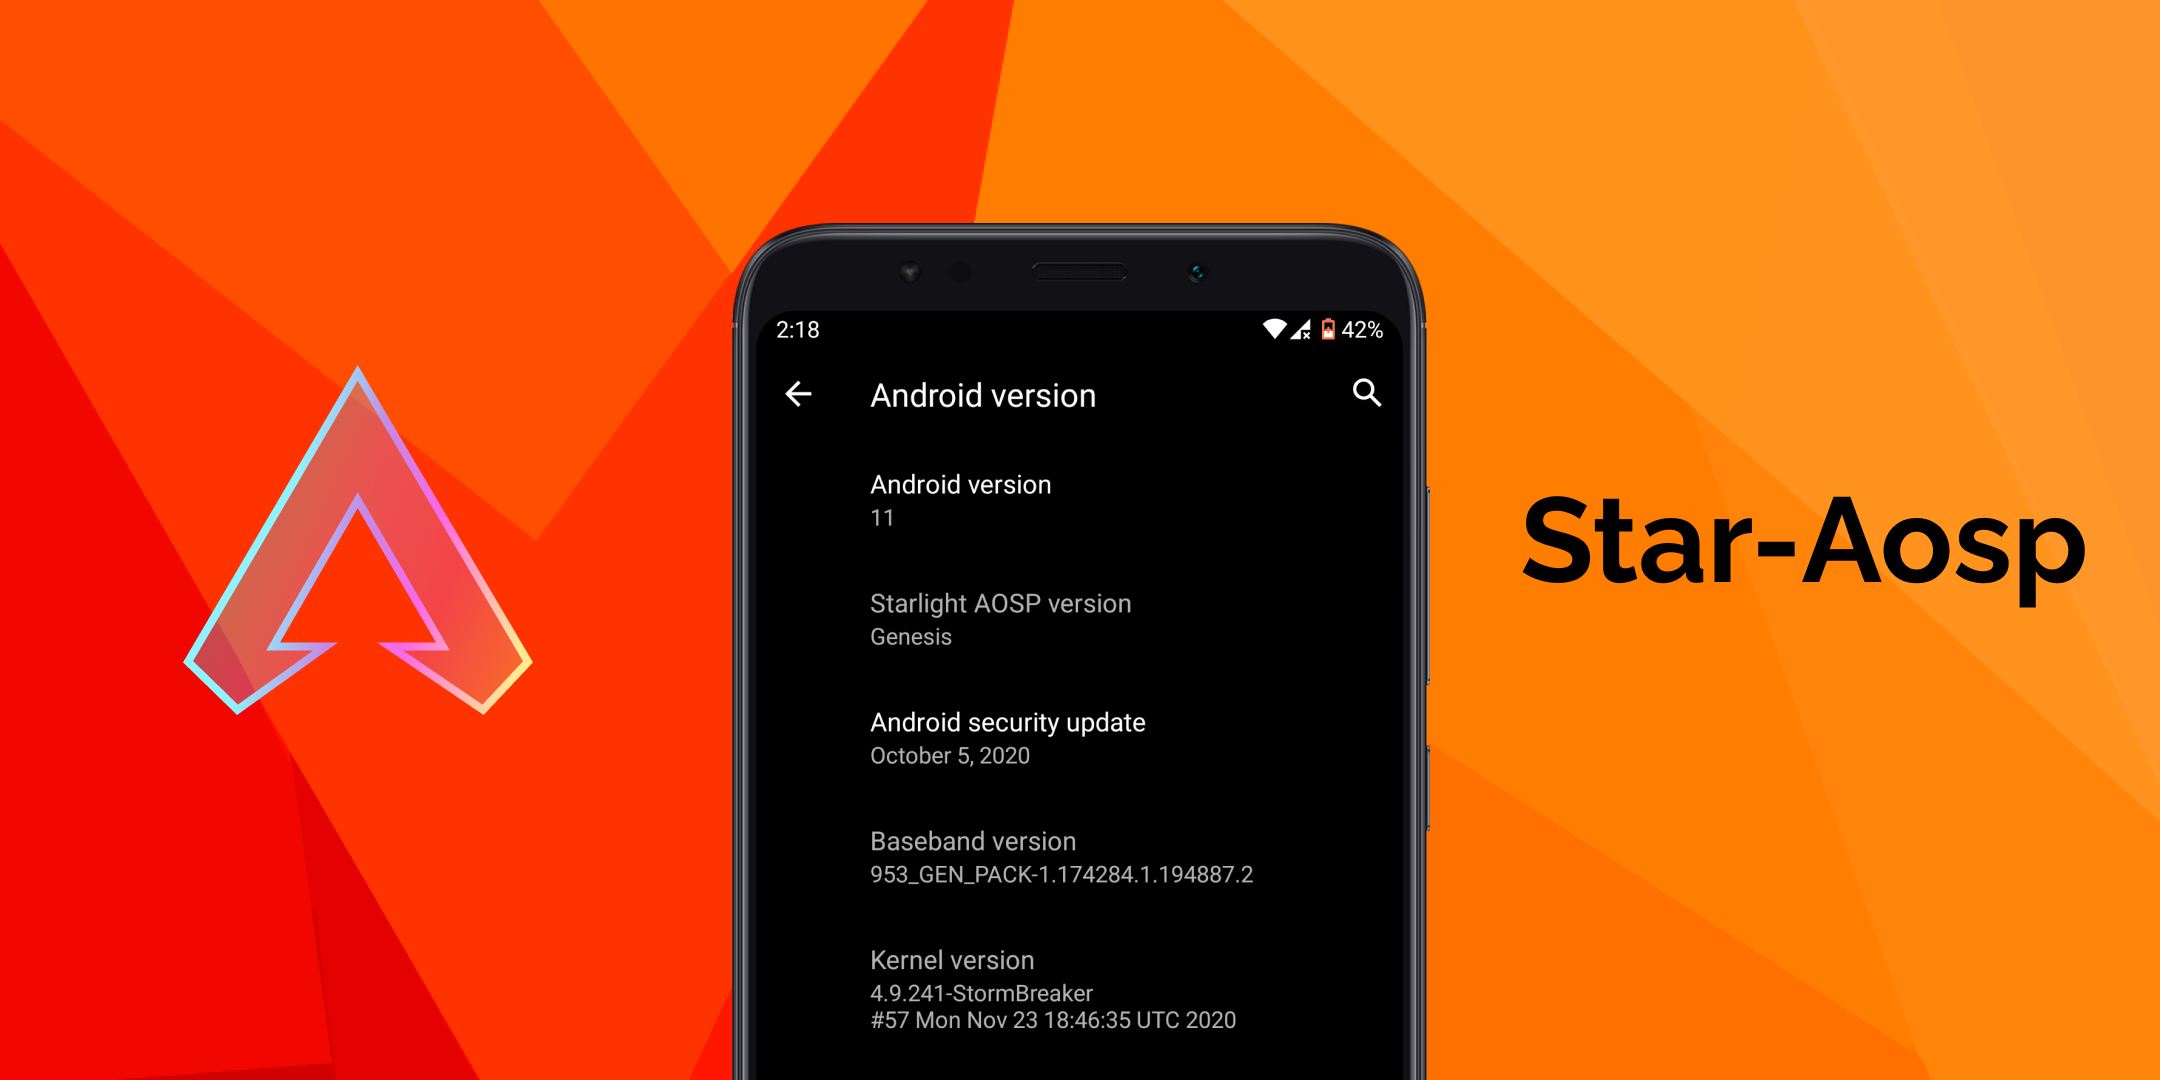 2:18
42%
Android version
Android version
11
Starlight AOSP version
Genesis
Android security update
October 5, 2020
Baseband version
953_GEN_PACK-1.174284.1.194887.2
Kernel version
4.9.241-StormBreaker
#57 Mon Nov 23 18:46:35 UTC 2020
Star-Aosp